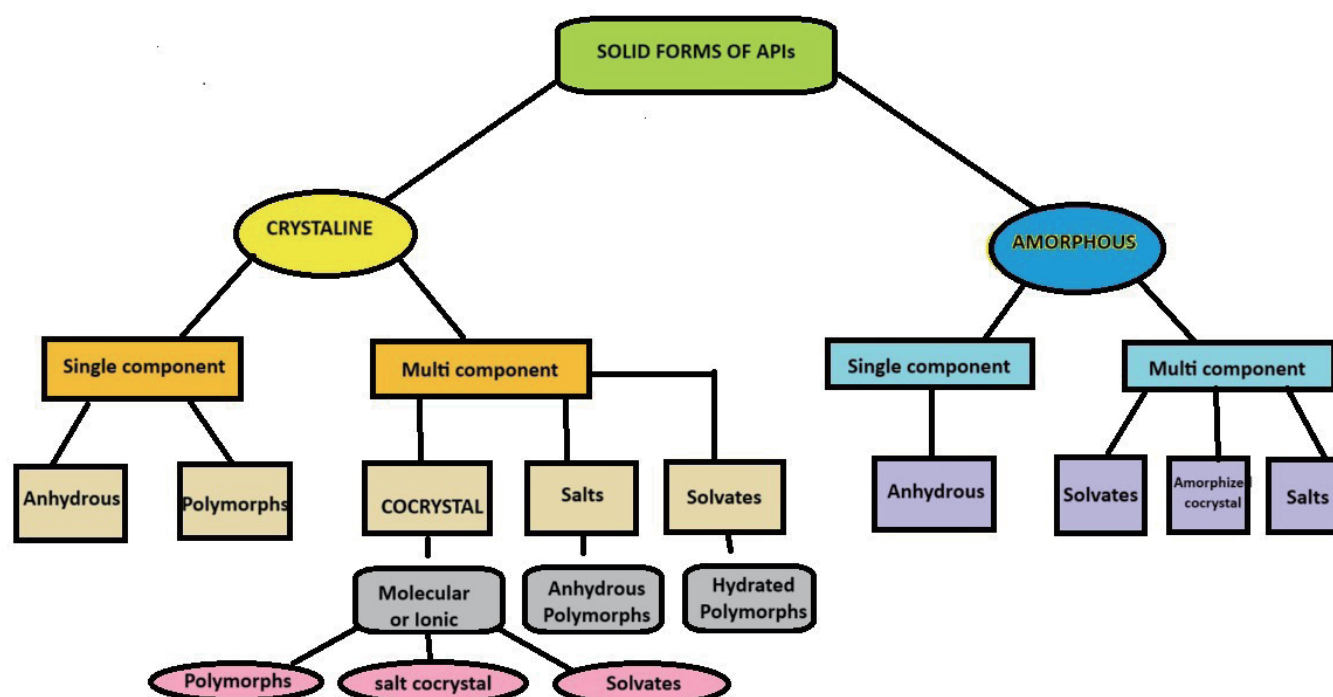 SOLID FORMS OF APIs
CRYSTALINE
AMORPHOUS
Single component
Multi component
Single component
Multi component
Anhydrous
Polymorphs
COCRYSTAL
Salts
Solvates
Anhydrous
Solvates
Amorphized
cocrystal
Salts
Molecular
or Ionic
Anhydrous
Polymorphs
Hydrated
Polymorphs
Polymorphs
salt cocrystal
Solvates